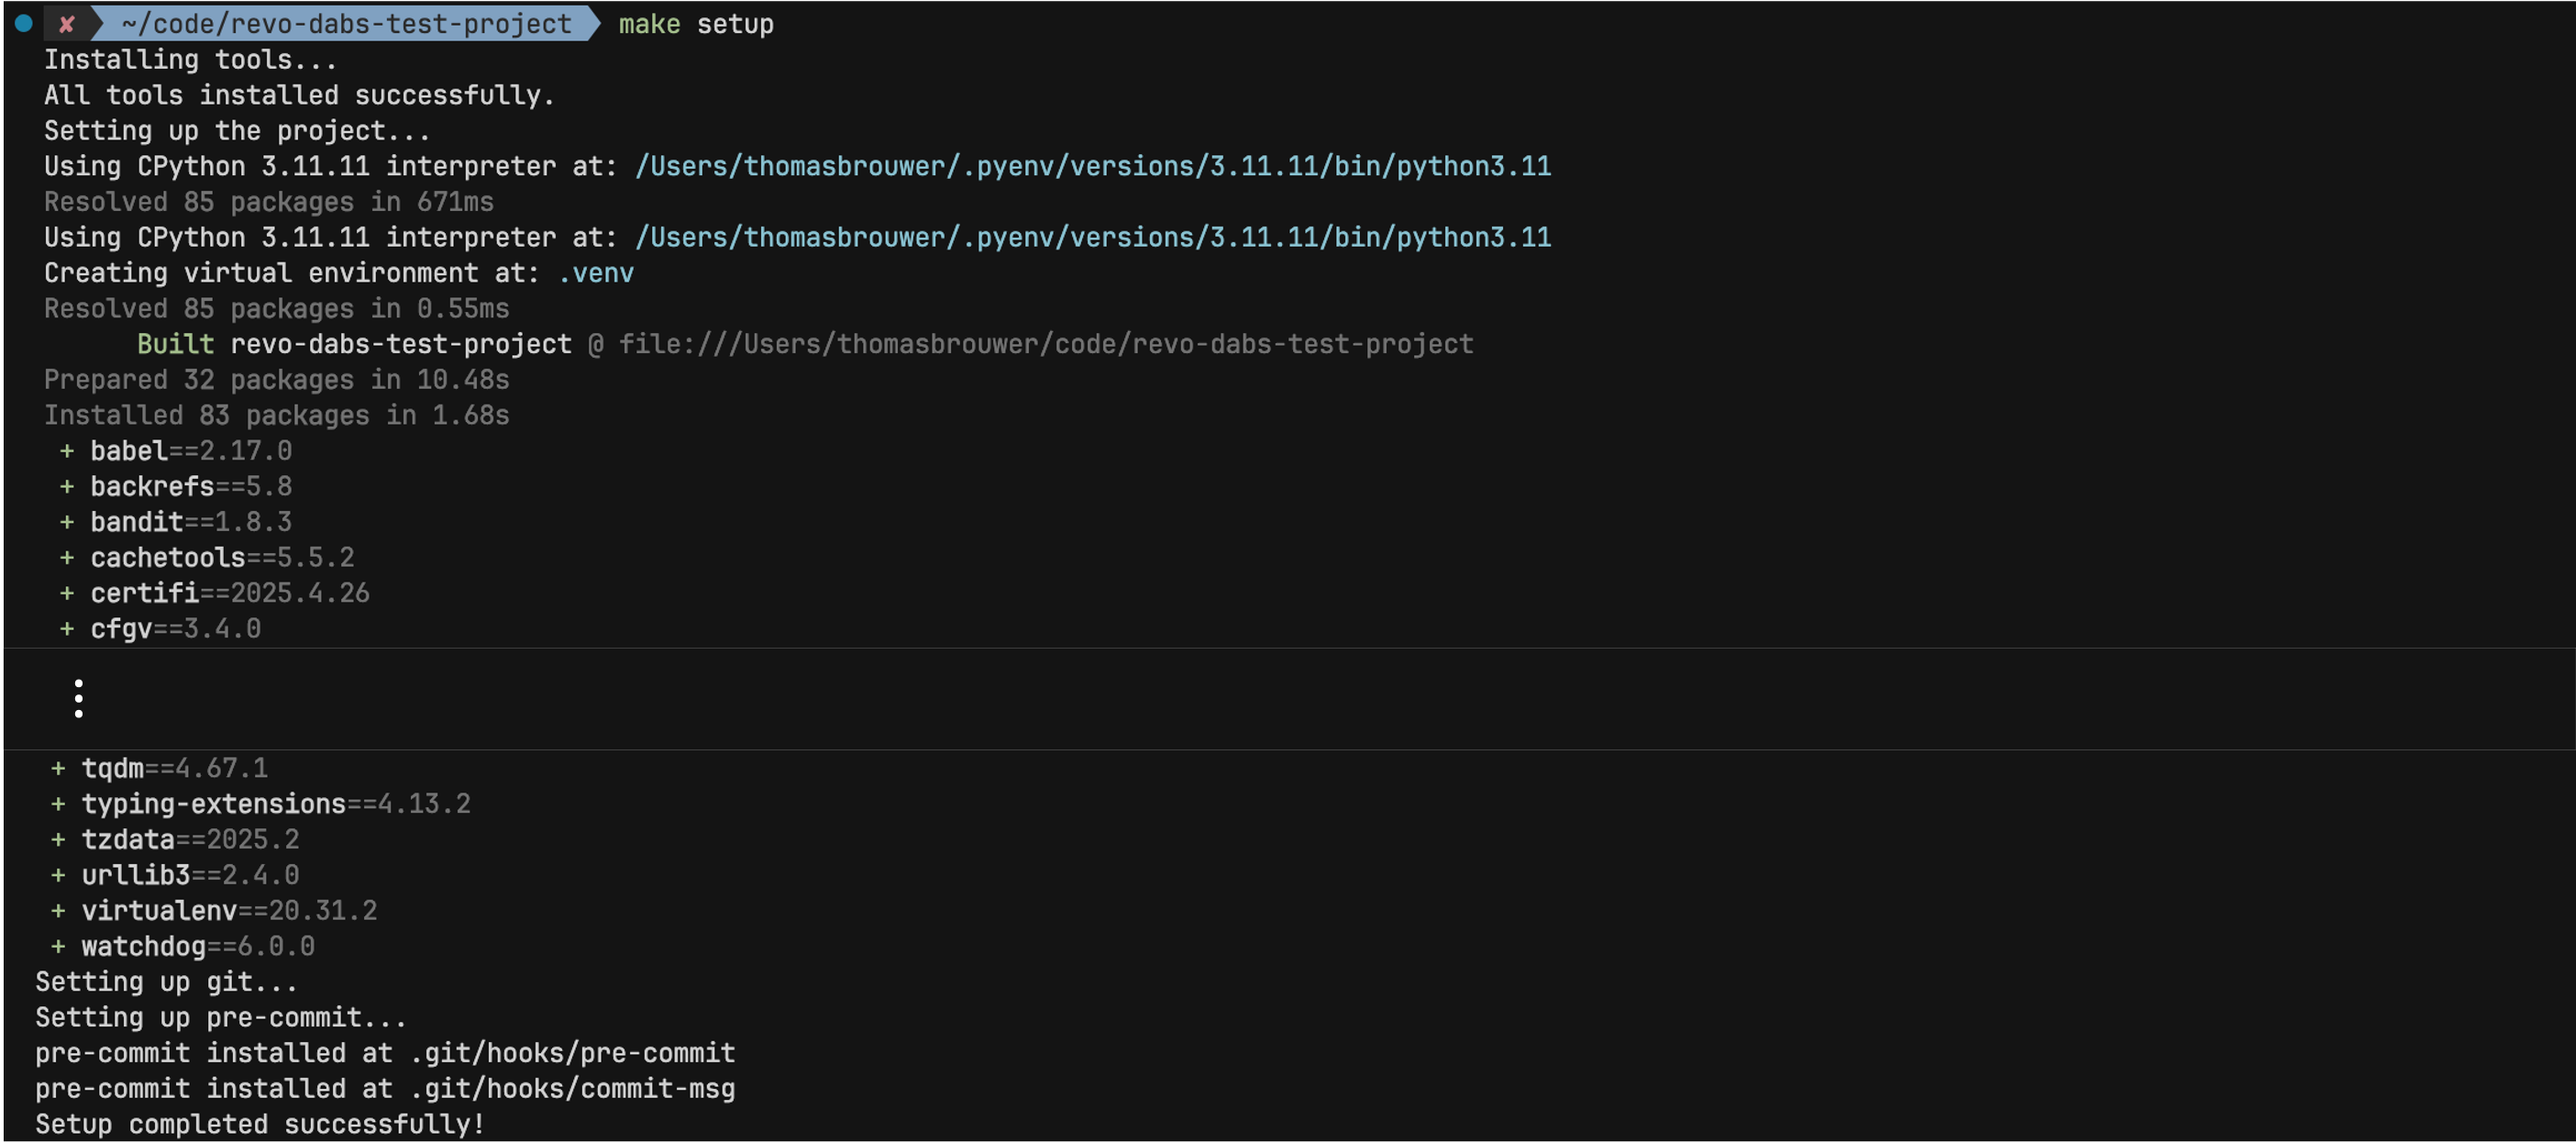 ✘ ~/code/revo-dabs-test-project make setup
Installing tools...
All tools installed successfully.
Setting up the project...
Using CPython 3.11.11 interpreter at: /Users/thomasbrouwer/.pyenv/versions/3.11.11/bin/python3.11
Resolved 85 packages in 671ms
Using CPython 3.11.11 interpreter at: /Users/thomasbrouwer/.pyenv/versions/3.11.11/bin/python3.11
Creating virtual environment at: .venv
Resolved 85 packages in 0.55ms
Built revo-dabs-test-project @ file:///Users/thomasbrouwer/code/revo-dabs-test-project
Prepared 32 packages in 10.48s
Installed 83 packages in 1.68s
+ babel==2.17.0
+ backrefs==5.8
+ bandit==1.8.3
+ cachetools==5.5.2
+ certifi==2025.4.26
+ cfgv==3.4.0
⋮
+ tqdm==4.67.1
+ typing-extensions==4.13.2
+ tzdata==2025.2
+ urllib3==2.4.0
+ virtualenv==20.31.2
+ watchdog==6.0.0
Setting up git...
Setting up pre-commit...
pre-commit installed at .git/hooks/pre-commit
pre-commit installed at .git/hooks/commit-msg
Setup completed successfully!